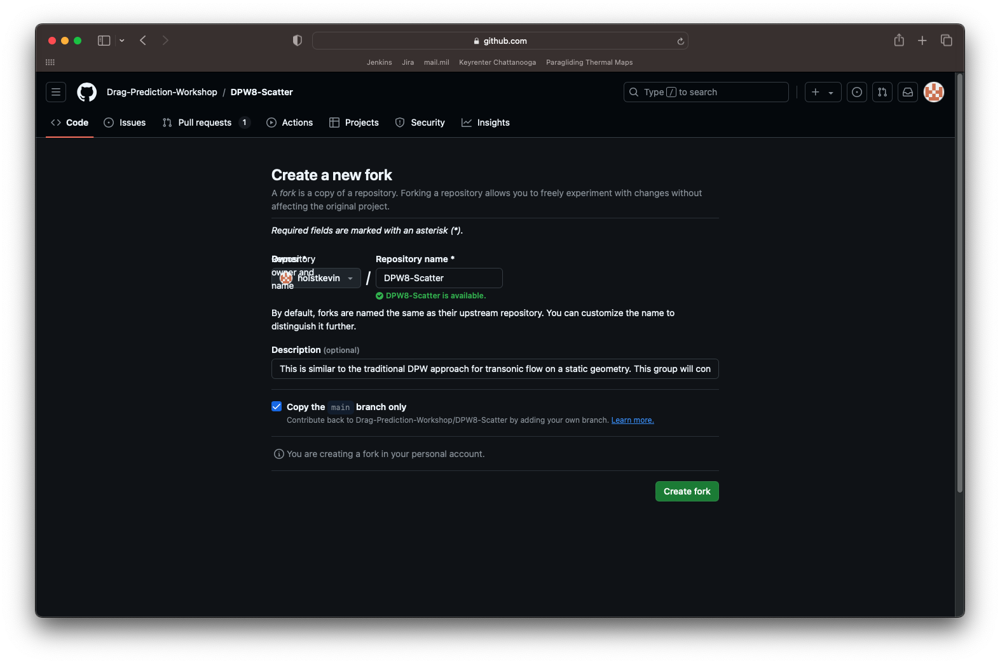 github.com
Jenkins Jira mail.mil Keyrenter Chattanooga Paragliding Thermal Maps
Drag-Prediction-Workshop / DPW8-Scatter
Type / to search
Code Issues Pull requests 1 Actions Projects Security Insights
Create a new fork
A fork is a copy of a repository. Forking a repository allows you to freely experiment with changes without
affecting the original project.
Required fields are marked with an asterisk (*).
Owner *
Repository
owner and
name
holstkevin
/
Repository name *
DPW8-Scatter
DPW8-Scatter is available.
By default, forks are named the same as their upstream repository. You can customize the name to
distinguish it further.
Description (optional)
This is similar to the traditional DPW approach for transonic flow on a static geometry. This group will con
Copy the main branch only
Contribute back to Drag-Prediction-Workshop/DPW8-Scatter by adding your own branch. Learn more.
You are creating a fork in your personal account.
Create fork